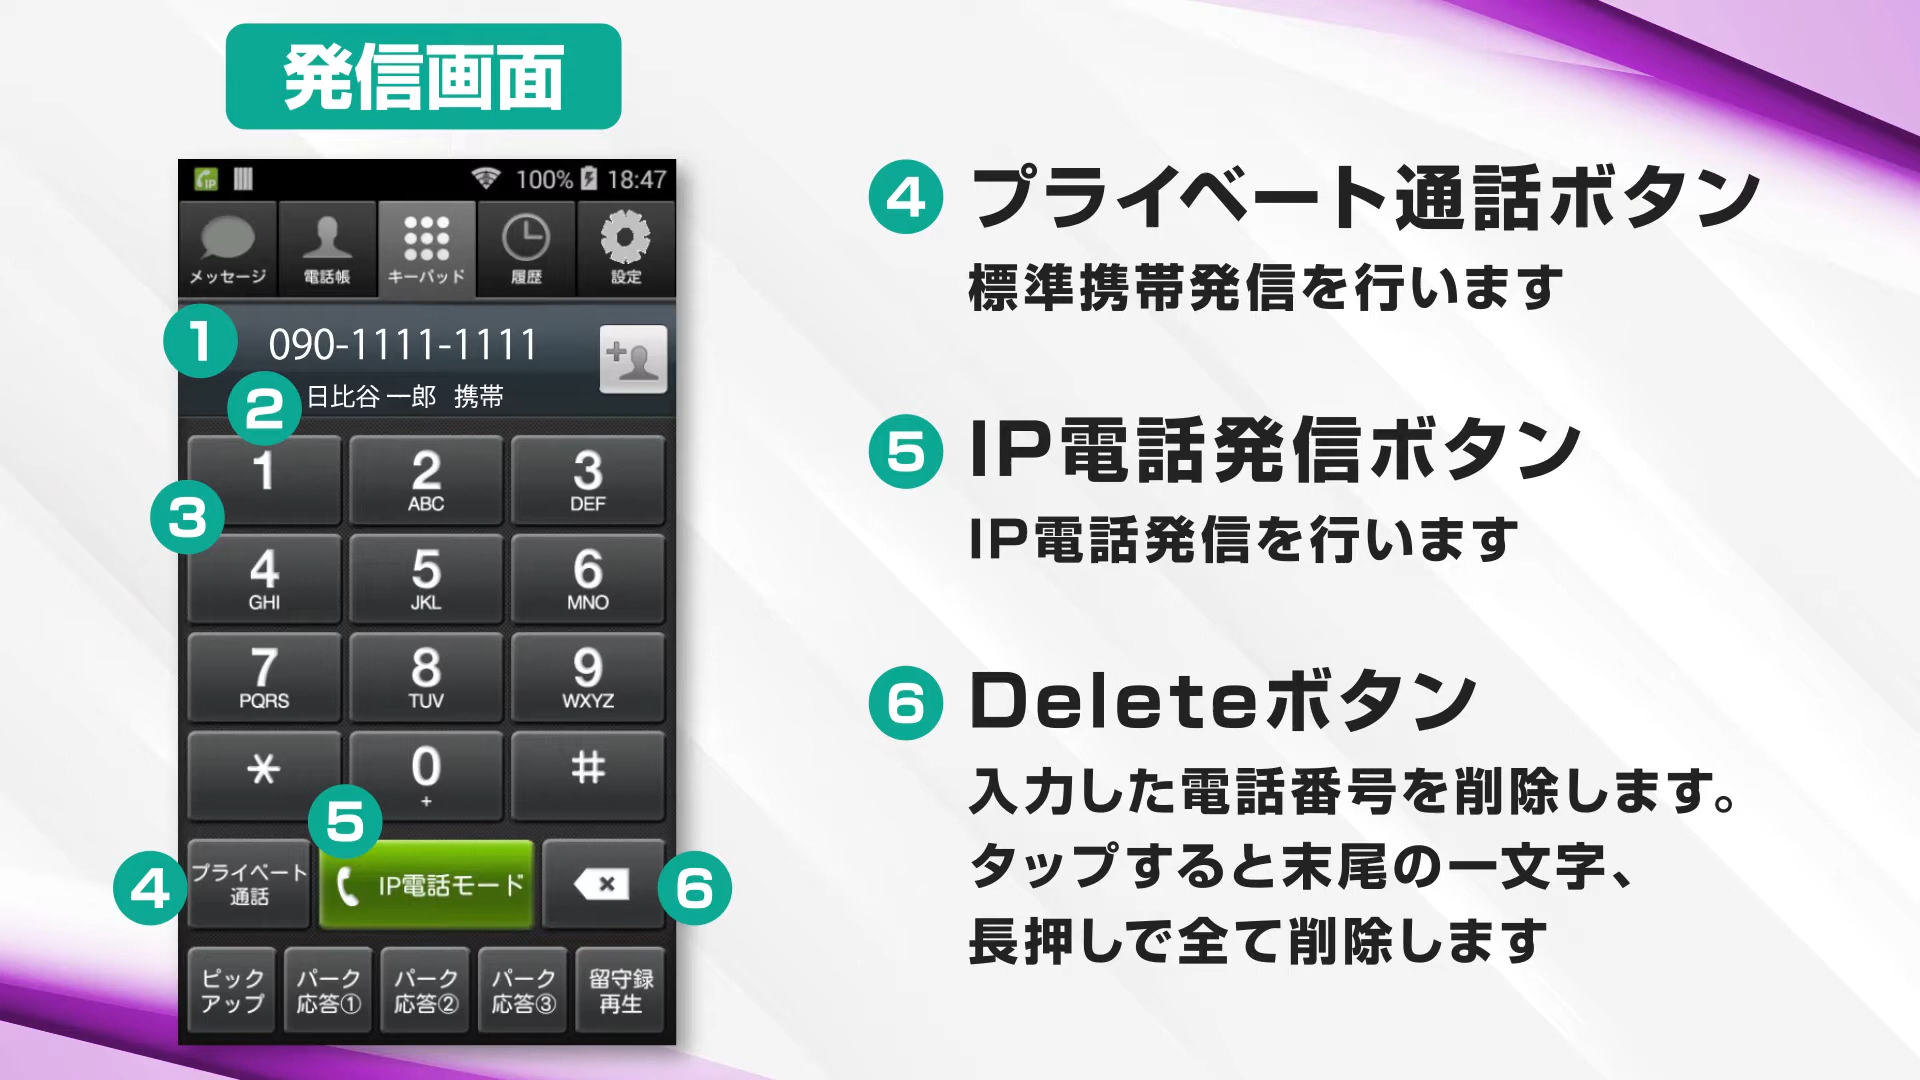 発信画面
100% 18:47
メッセージ 電話帳 キーパッド 履歴 設定
1 090-1111-1111
2 日比谷 一郎 携帯
1 2 ABC 3 DEF
3
4 GHI 5 JKL 6 MNO
7 PQRS 8 TUV 9 WXYZ
* 0 + #
5
4 プライベート
通話
IP電話モード
6
ピック
アップ
パーク
応答①
パーク
応答②
パーク
応答③
留守録
再生
4 プライベート通話ボタン
標準携帯発信を行います
5 IP電話発信ボタン
IP電話発信を行います
6 Deleteボタン
入力した電話番号を削除します。
タップすると末尾の一文字、
長押しで全て削除します